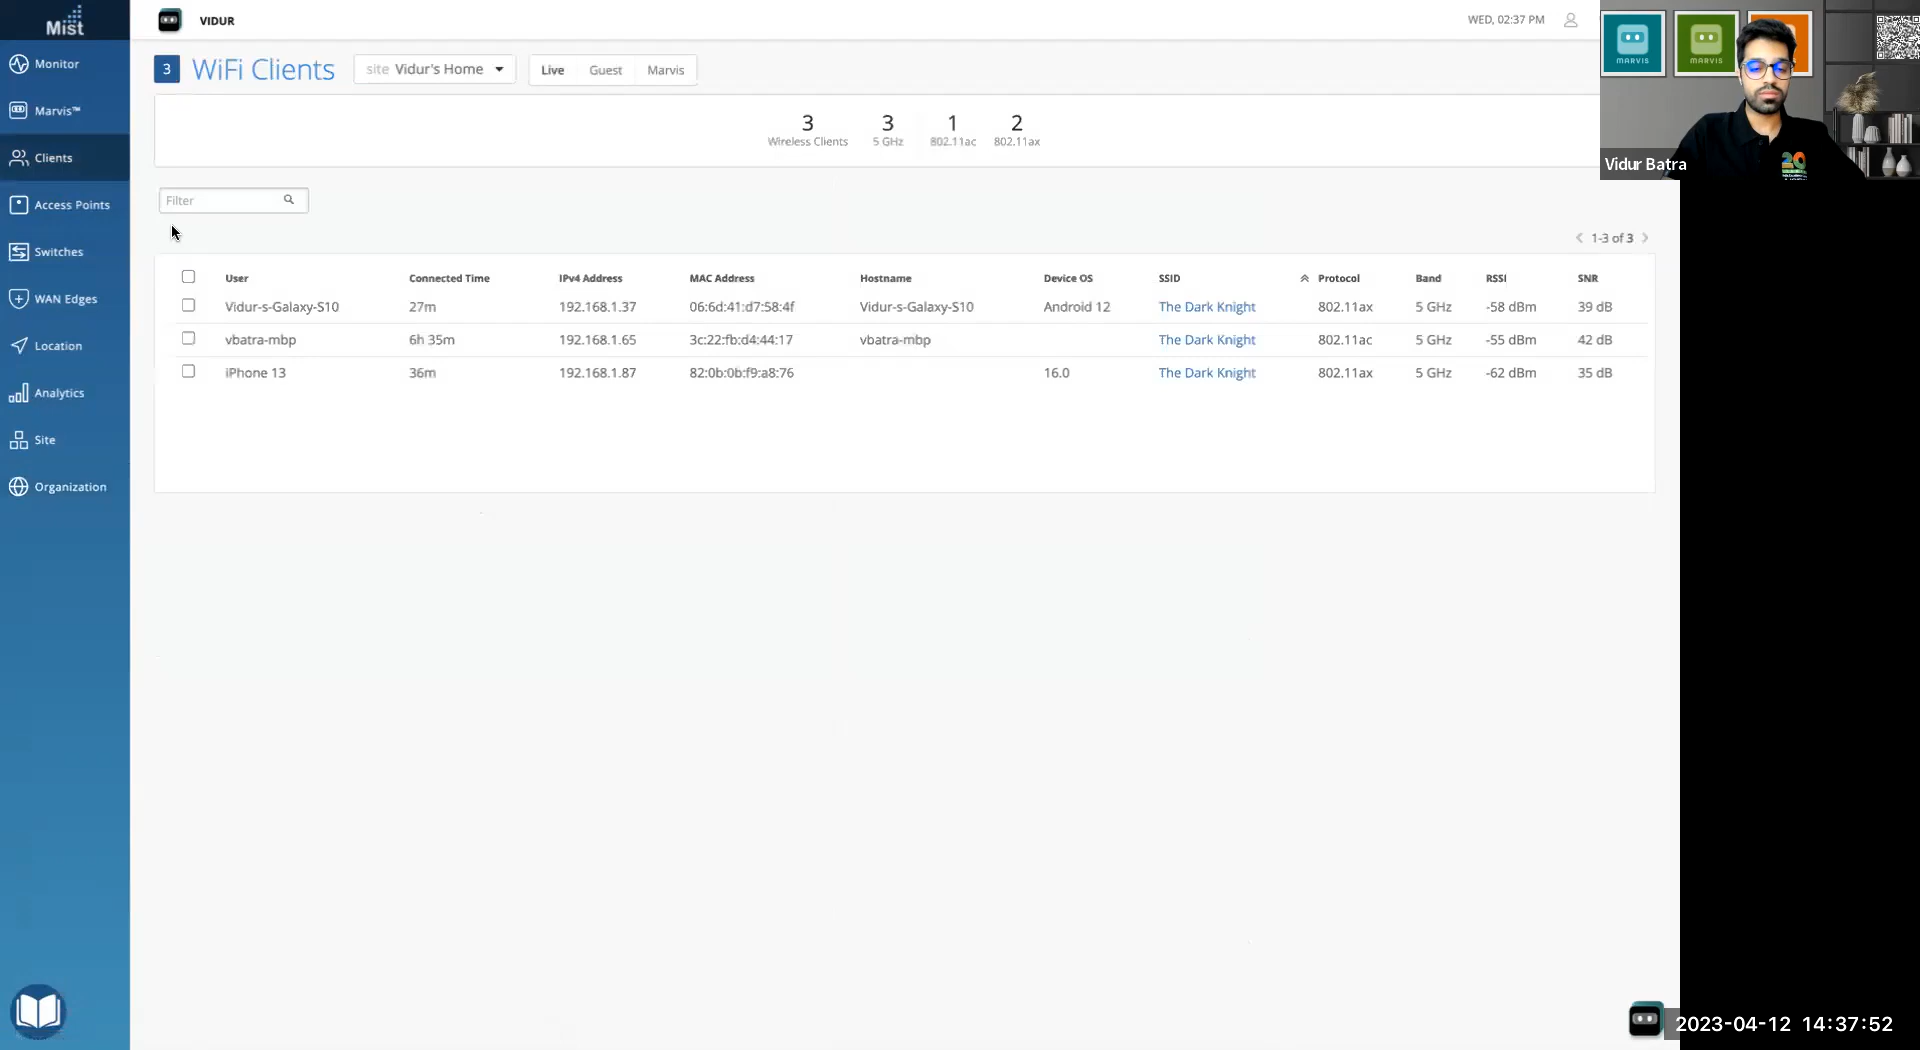 Mist
VIDUR
WED, 02:37 PM
MARVIS
MARVIS
Vidur Batra
20
Monitor
Marvis™
Clients
Access Points
Switches
WAN Edges
Location
Analytics
Site
Organization
3 WiFi Clients site Vidur's Home Live Guest Marvis
3 3 1 2
Wireless Clients 5 GHz 802.11ac 802.11ax
Filter
< 1-3 of 3 >
User Connected Time IPv4 Address MAC Address Hostname Device OS SSID Protocol Band RSSI SNR
Vidur-s-Galaxy-S10 27m 192.168.1.37 06:6d:41:d7:58:4f Vidur-s-Galaxy-S10 Android 12 The Dark Knight 802.11ax 5 GHz -58 dBm 39 dB
vbatra-mbp 6h 35m 192.168.1.65 3c:22:fb:d4:44:17 vbatra-mbp The Dark Knight 802.11ac 5 GHz -55 dBm 42 dB
iPhone 13 36m 192.168.1.87 82:0b:0b:f9:a8:76 16.0 The Dark Knight 802.11ax 5 GHz -62 dBm 35 dB
2023-04-12 14:37:52